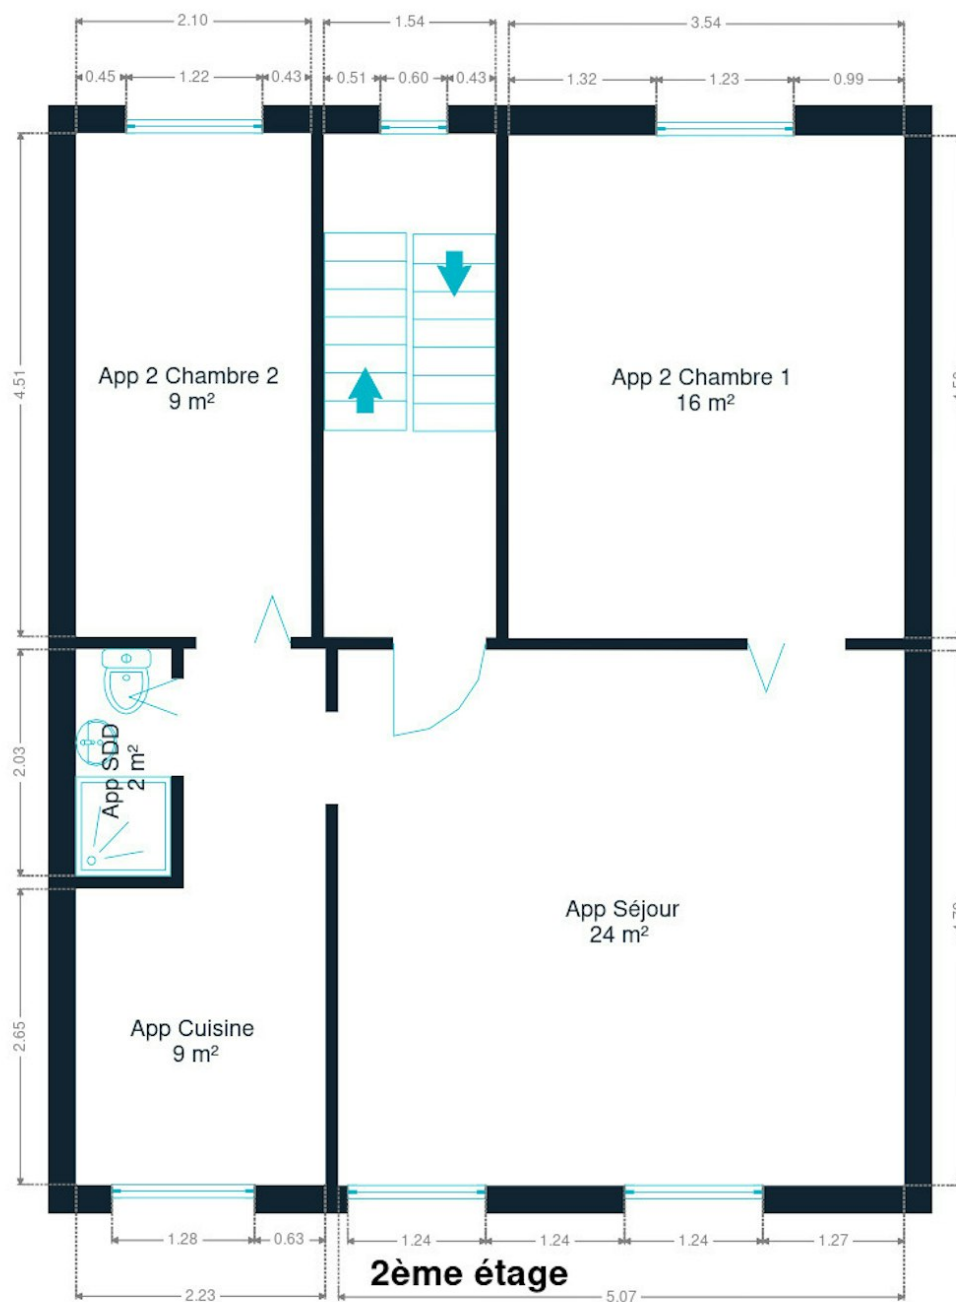 2.10
1.54
3.54
0.45
1.22
0.43
0.51
0.60
0.43
1.32
1.23
0.99
4.51
App 2 Chambre 2
9 m²
App 2 Chambre 1
16 m²
2.03
App SDD
2 m²
App Séjour
24 m²
2.65
App Cuisine
9 m²
1.28
0.63
1.24
1.24
1.24
1.27
2ème étage
2.23
5.07